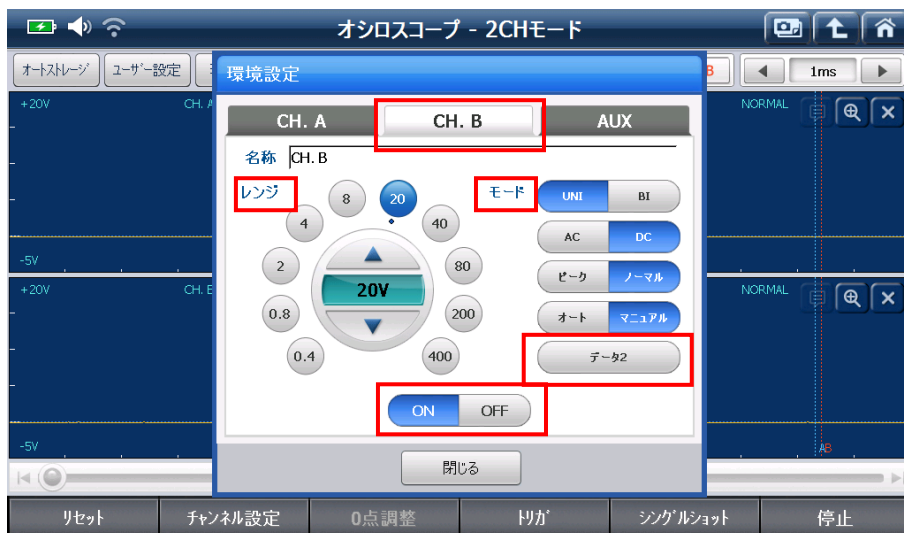 オシロスコープ - 2CHモード
オートストレージ ユーザー設定
1ms
環境設定
+20V CH. A NORMAL
CH. A CH. B AUX
名称 CH. B
レンジ モード
8 20 UNI BI
4 40 AC DC
2 80 ピーク ノーマル
20V
0.8 200 オート マニュアル
0.4 400 データ2
ON OFF
-5V
+20V NORMAL
-5V AB
閉じる
リセット チャンネル設定 0点調整 トリガ シングルショット 停止